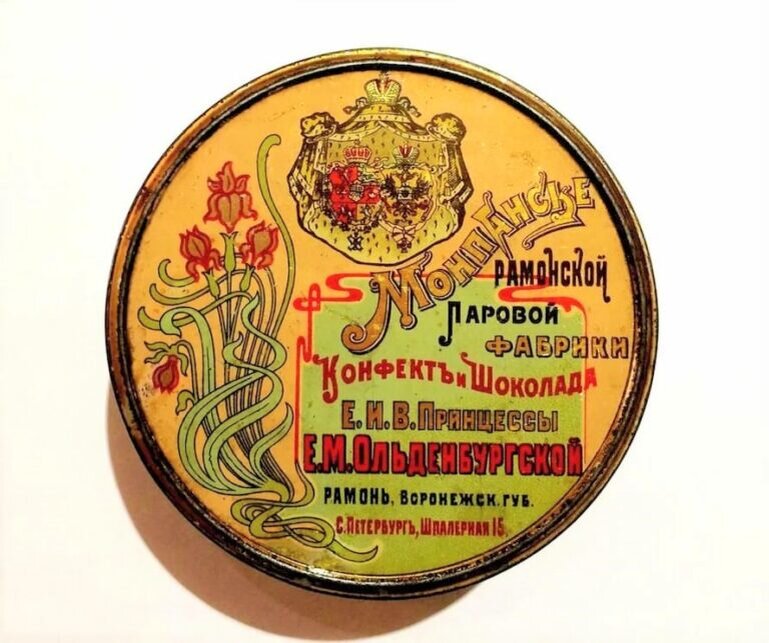 Монпансье
Рамонской
Паровой
Фабрики
Конфектъ и Шоколада
Е.И.В. Принцессы
Е.М. Ольденбургской
Рамонь, Воронежск. губ.
С. Петербургъ, Шпалерная 15.